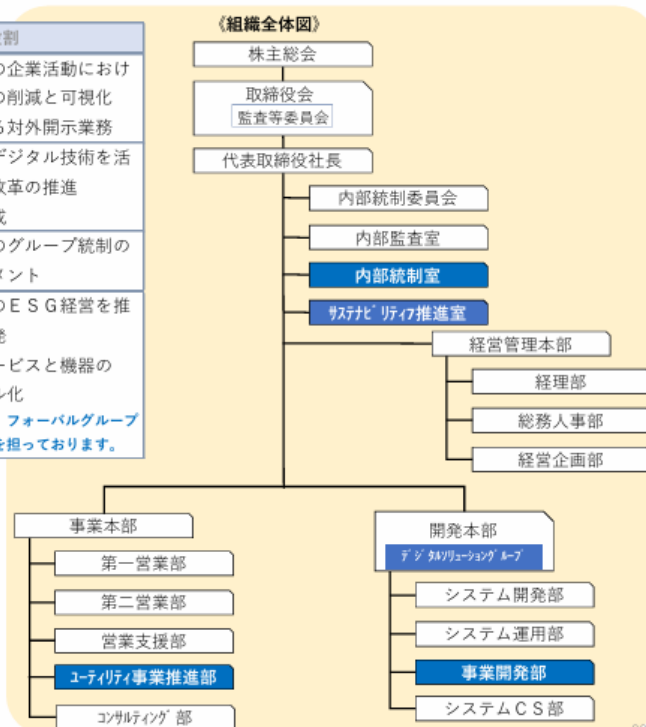 割
の企業活動におけ
の削減と可視化
る対外開示業務
デジタル技術を活
改革の推進
成
のグループ統制の
メント
のＥＳＧ経営を推
発
ービスと機器の
ル化
フォーバルグループ
を担っております。
《組織全体図》
株主総会
取締役会
監査等委員会
代表取締役社長
内部統制委員会
内部監査室
内部統制室
ｻｽﾃﾅﾋﾞﾘﾃｨｱ推進室
経営管理本部
経理部
総務人事部
経営企画部
事業本部
第一営業部
第二営業部
営業支援部
ﾕｰﾃｨﾘﾃｨ事業推進部
ｺﾝｻﾙﾃｨﾝｸﾞ部
開発本部
ﾃﾞｼﾞﾀﾙｿﾘｭｰｼｮﾝｸﾞﾙｰﾌﾟ
システム開発部
システム運用部
事業開発部
システムＣＳ部